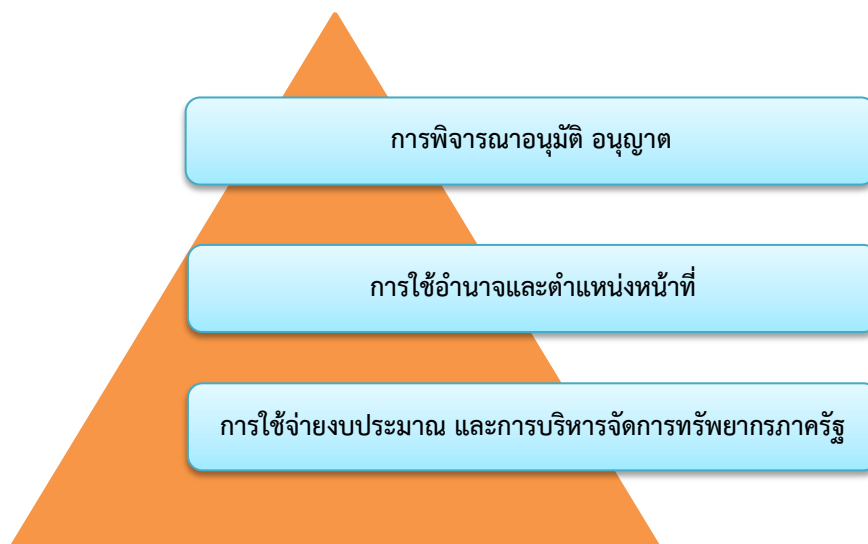 การพิจารณาอนุมัติ อนุญาต
การใช้อำนาจและตำแหน่งหน้าที่
การใช้จ่ายงบประมาณ และการบริหารจัดการทรัพยากรภาครัฐ